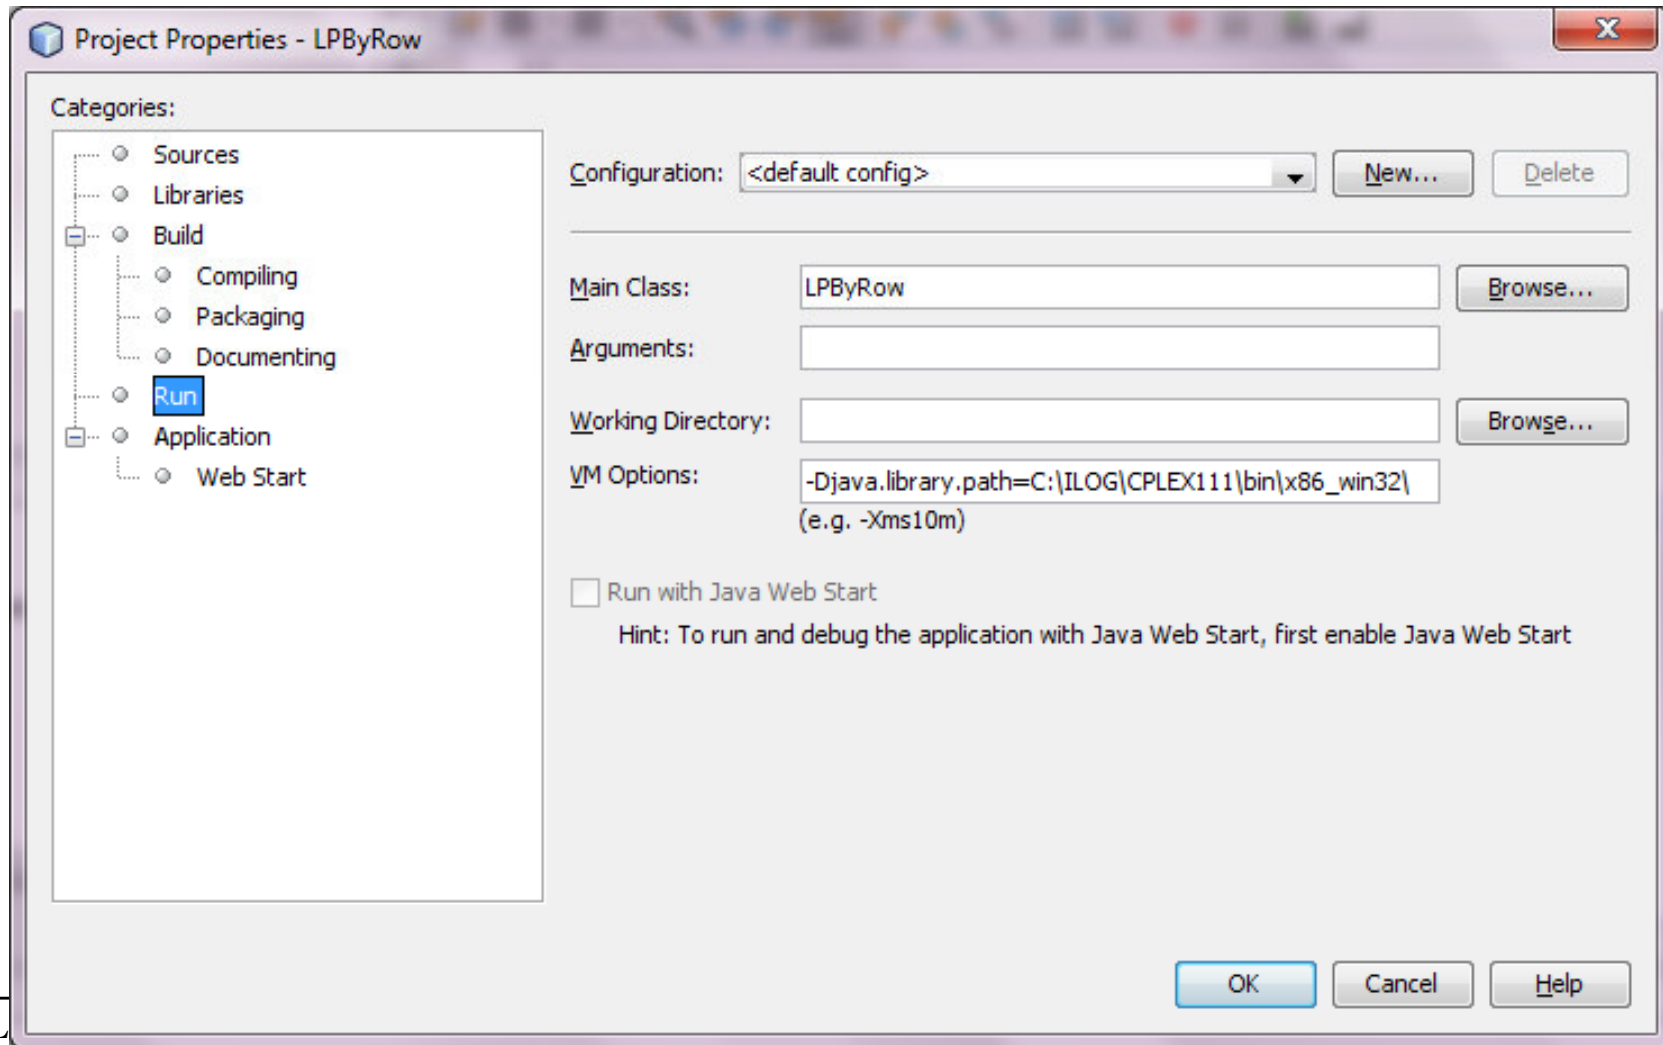 Project Properties - LPByRow
Categories:
Sources
Libraries
Build
Compiling
Packaging
Documenting
Run
Application
Web Start
Configuration: <default config> New... Delete
Main Class: LPByRow Browse...
Arguments:
Working Directory: Browse...
VM Options: -Djava.library.path=C:\ILOG\CPLEX111\bin\x86_win32\
(e.g. -Xms10m)
Run with Java Web Start
Hint: To run and debug the application with Java Web Start, first enable Java Web Start
OK Cancel Help